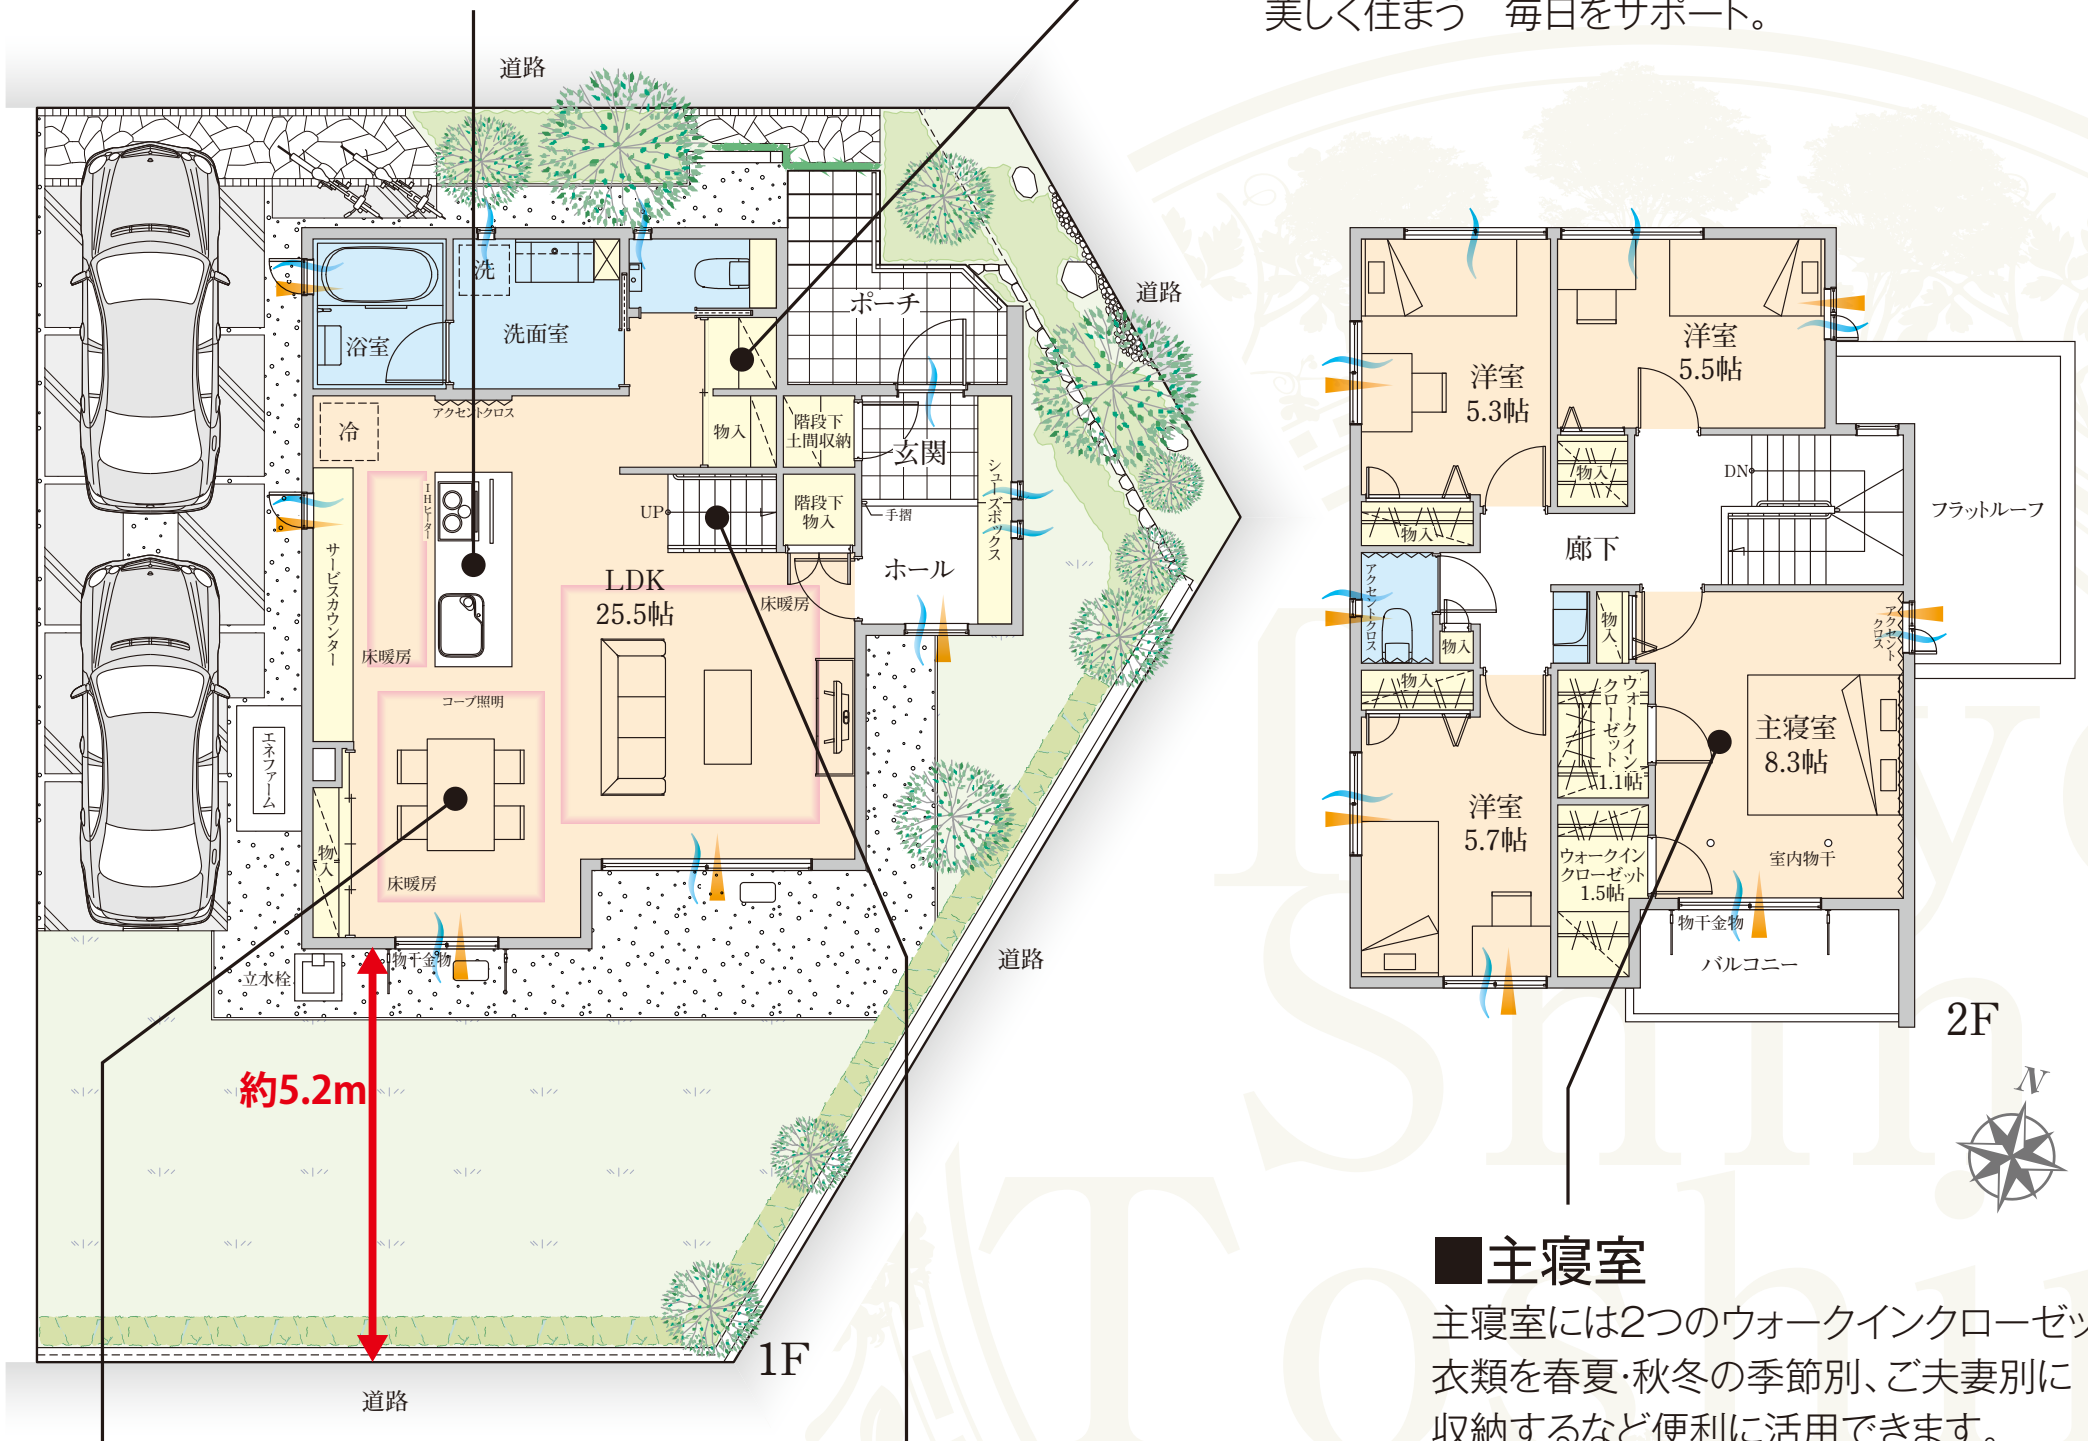 美しく住まう　毎日をサポート。
道路
道路
洗
洗面室
浴室
ポーチ
アクセントクロス
冷
物入
階段下
土間収納
玄関
シューズボックス
IHヒーター
UP
階段下
物入
手摺
ホール
サービスカウンター
LDK
25.5帖
床暖房
床暖房
コーブ照明
エネファーム
物入
床暖房
立水栓
物干金物
道路
約5.2m
1F
道路
洋室
5.3帖
洋室
5.5帖
物入
DN
フラットルーフ
物入
廊下
アクセントクロス
物入
物入
アクセント
クロス
物入
ウォークイン
クローゼット
1.1帖
主寝室
8.3帖
洋室
5.7帖
ウォークイン
クローゼット
1.5帖
室内物干
物干金物
バルコニー
2F
N
■主寝室
主寝室には2つのウォークインクローゼッ
衣類を春夏・秋冬の季節別、ご夫妻別に
収納するなど便利に活用できます。